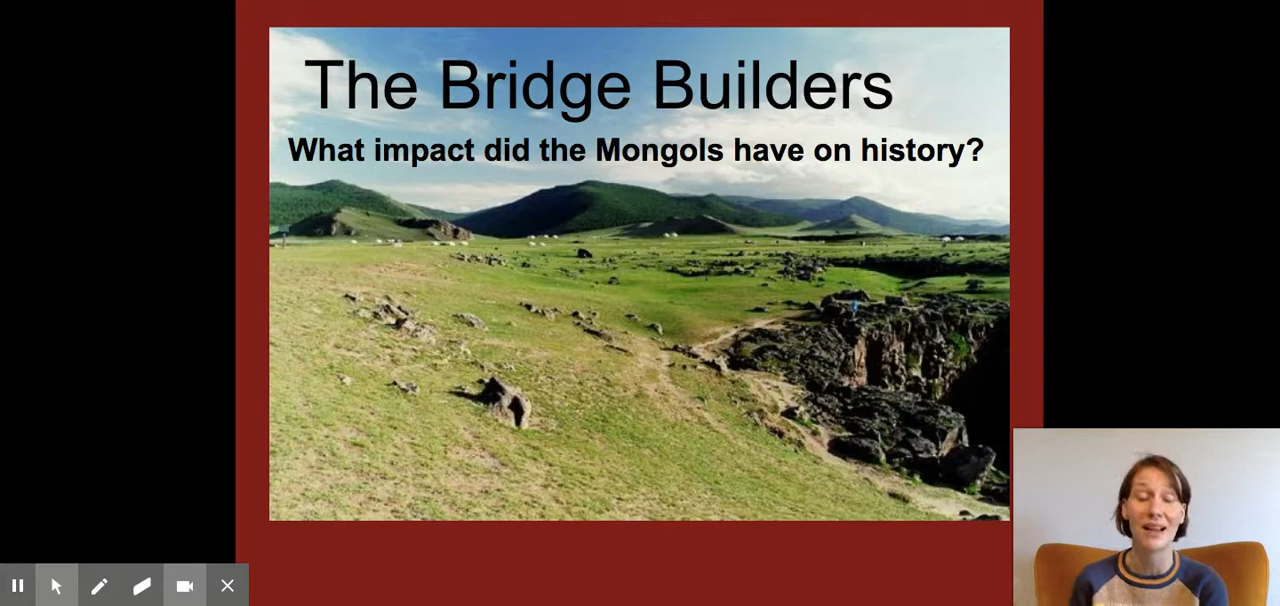 The Bridge Builders
What impact did the Mongols have on history?